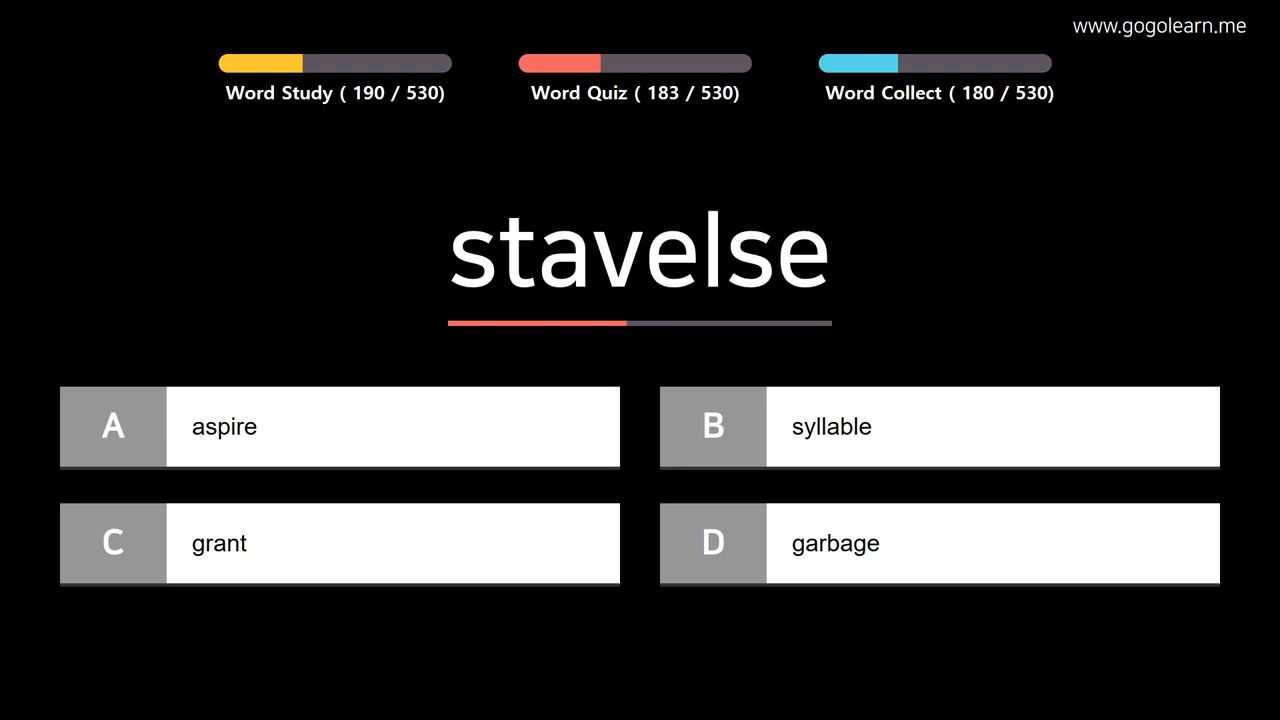 www.gogolearn.me
Word Study ( 190 / 530)
Word Quiz ( 183 / 530)
Word Collect ( 180 / 530)
stavelse
A aspire
B syllable
C grant
D garbage